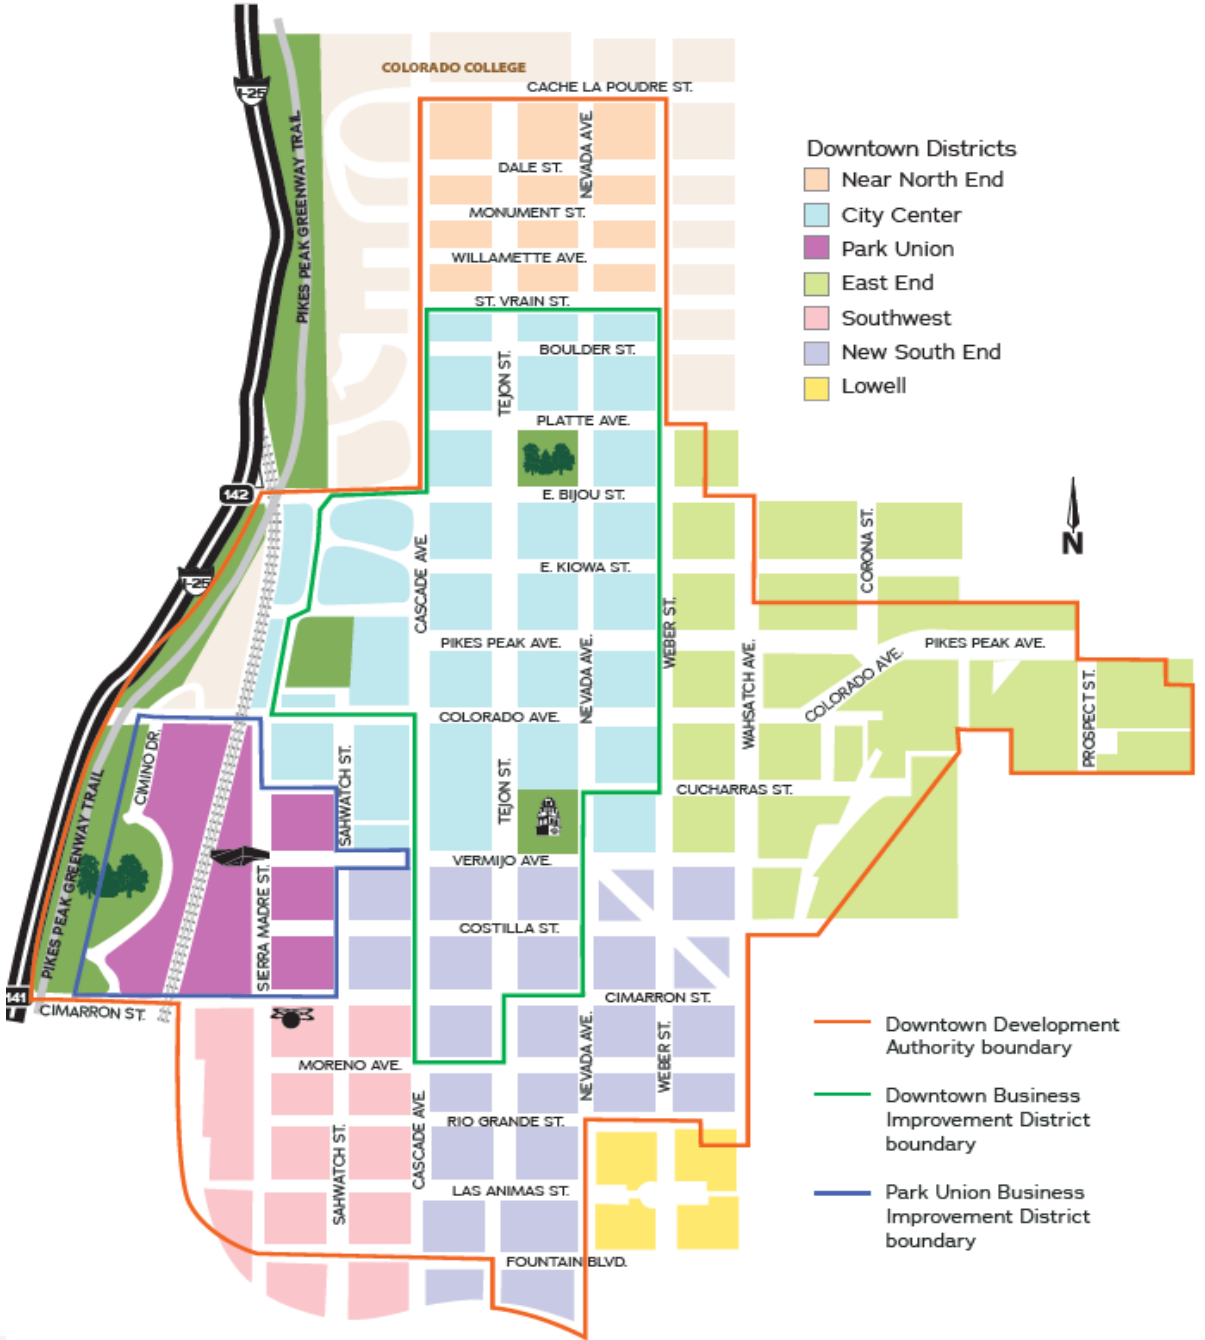 COLORADO COLLEGE
CACHE LA POUDRE ST.
I-25
PIKES PEAK GREENWAY TRAIL
NEVADA AVE.
DALE ST.
MONUMENT ST.
WILLAMETTE AVE.
ST. VRAIN ST.
BOULDER ST.
TEJON ST.
PLATTE AVE.
Downtown Districts
Near North End
City Center
Park Union
East End
Southwest
New South End
Lowell
142
E. BIJOU ST.
N
CORONA ST.
CASCADE AVE.
E. KIOWA ST.
I-25
WEBER ST.
PIKES PEAK AVE.
PIKES PEAK AVE.
NEVADA AVE.
WAHSATCH AVE.
COLORADO AVE.
PROSPECT ST.
COLORADO AVE.
CIMINO DR.
SAHWATCH ST.
TEJON ST.
CUCHARRAS ST.
PIKES PEAK GREENWAY TRAIL
VERMIJO AVE.
SIERRA MADRE ST.
COSTILLA ST.
141
CIMARRON ST.
CIMARRON ST.
NEVADA AVE.
WEBER ST.
MORENO AVE.
CASCADE AVE.
RIO GRANDE ST.
SAHWATCH ST.
LAS ANIMAS ST.
FOUNTAIN BLVD.
Downtown Development
Authority boundary
Downtown Business
Improvement District
boundary
Park Union Business
Improvement District
boundary